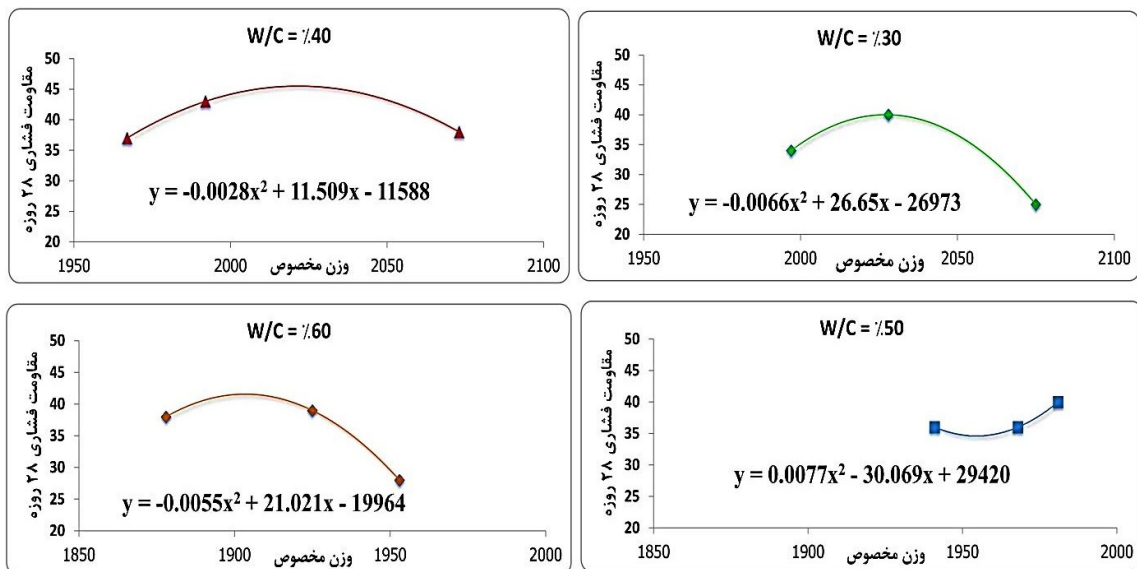 W/C = ٪40
مقاومت فشاری ۲۸ روزه
50
45
40
35
30
25
20
y = -0.0028x² + 11.509x - 11588
1950
2000
2050
2100
وزن مخصوص
W/C = ٪30
مقاومت فشاری ۲۸ روزه
50
45
40
35
30
25
20
y = -0.0066x² + 26.65x - 26973
1950
2000
2050
2100
وزن مخصوص
W/C = ٪60
مقاومت فشاری ۲۸ روزه
50
45
40
35
30
25
20
y = -0.0055x² + 21.021x - 19964
1850
1900
1950
2000
وزن مخصوص
W/C = ٪50
مقاومت فشاری ۲۸ روزه
50
45
40
35
30
25
20
y = 0.0077x² - 30.069x + 29420
1850
1900
1950
2000
وزن مخصوص